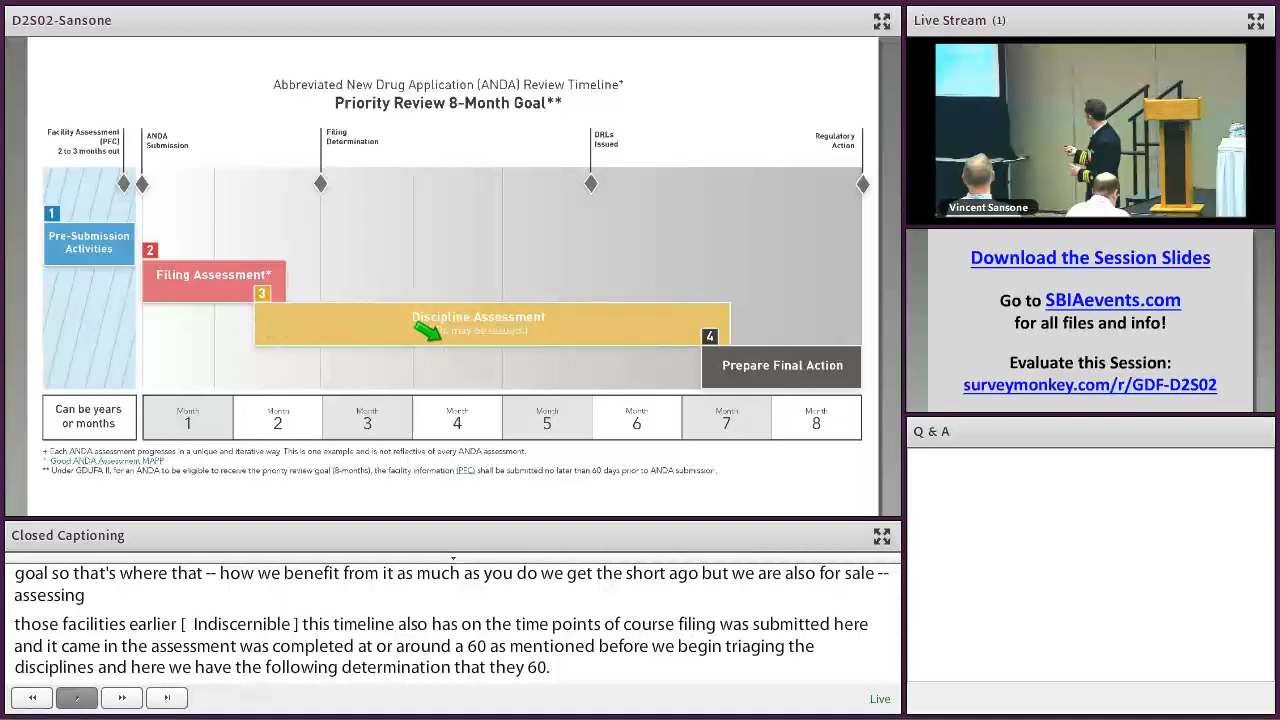 D2S02-Sansone
Abbreviated New Drug Application (ANDA) Review Timeline+
Priority Review 8-Month Goal**
Facility Assessment
(PFC)
2 to 3 months out
ANDA
Submission
Filing
Determination
DRLs
Issued
Regulatory
Action
1
Pre-Submission
Activities
2
Filing Assessment*
3
Discipline Assessment
may be issued.)
4
Prepare Final Action
Can be years
or months
Month
1
Month
2
Month
3
Month
4
Month
5
Month
6
Month
7
Month
8
+ Each ANDA assessment progresses in a unique and iterative way. This is one example and is not reflective of every ANDA assessment.
* Good ANDA Assessment MAPP
** Under GDUFA II, for an ANDA to be eligible to receive the priority review goal (8-months), the facility information (PFC) shall be submitted no later than 60 days prior to ANDA submission.
Closed Captioning
goal so that's where that -- how we benefit from it as much as you do we get the short ago but we are also for sale --
assessing
those facilities earlier [ Indiscernible ] this timeline also has on the time points of course filing was submitted here
and it came in the assessment was completed at or around a 60 as mentioned before we begin triaging the
disciplines and here we have the following determination that they 60.
Live
Live Stream (1)
Vincent Sansone
Download the Session Slides
Go to SBIAevents.com
for all files and info!
Evaluate this Session:
surveymonkey.com/r/GDF-D2S02
Q & A